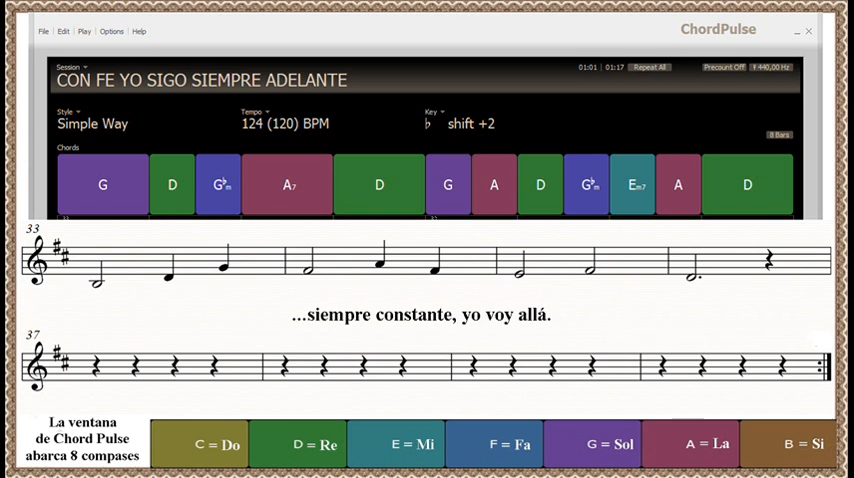 File Edit Play Options Help
ChordPulse
Session
01:01 01:17 Repeat All Precount Off 440,00 Hz
CON FE YO SIGO SIEMPRE ADELANTE
Style Tempo Key
Simple Way 124 (120) BPM ♭ shift +2
8 Bars
Chords
G D G♭m A7 D G A D G♭m Em7 A D
33
...siempre constante, yo voy allá.
37
La ventana
de Chord Pulse
abarca 8 compases
C = Do D = Re E = Mi F = Fa G = Sol A = La B = Si